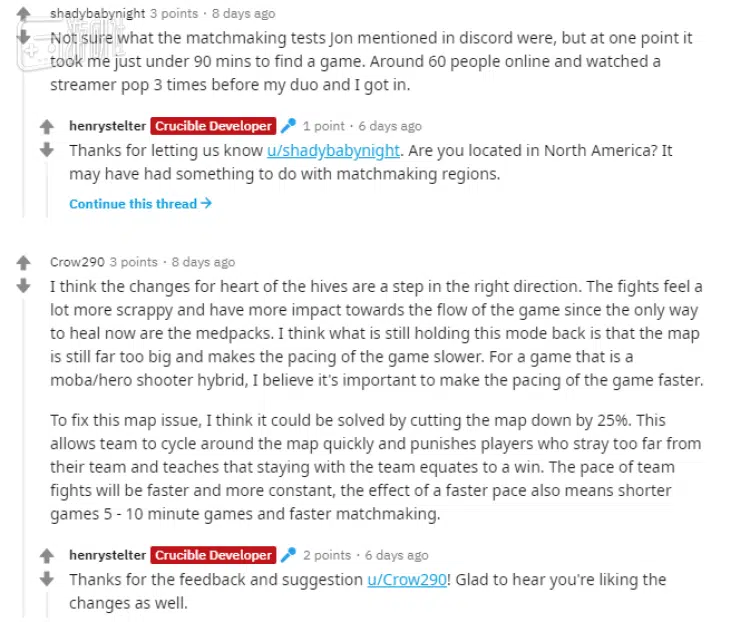 shadybabynight 3 points · 8 days ago
Not sure what the matchmaking tests Jon mentioned in discord were, but at one point it
took me just under 90 mins to find a game. Around 60 people online and watched a
streamer pop 3 times before my duo and I got in.
henrystelter Crucible Developer 1 point · 6 days ago
Thanks for letting us know u/shadybabynight. Are you located in North America? It
may have had something to do with matchmaking regions.
Continue this thread
Crow290 3 points · 8 days ago
I think the changes for heart of the hives are a step in the right direction. The fights feel a
lot more scrappy and have more impact towards the flow of the game since the only way
to heal now are the medpacks. I think what is still holding this mode back is that the map
is still far too big and makes the pacing of the game slower. For a game that is a
moba/hero shooter hybrid, I believe it's important to make the pacing of the game faster.
To fix this map issue, I think it could be solved by cutting the map down by 25%. This
allows team to cycle around the map quickly and punishes players who stray too far from
their team and teaches that staying with the team equates to a win. The pace of team
fights will be faster and more constant, the effect of a faster pace also means shorter
games 5 - 10 minute games and faster matchmaking.
henrystelter Crucible Developer 2 points · 6 days ago
Thanks for the feedback and suggestion u/Crow290! Glad to hear you're liking the
changes as well.